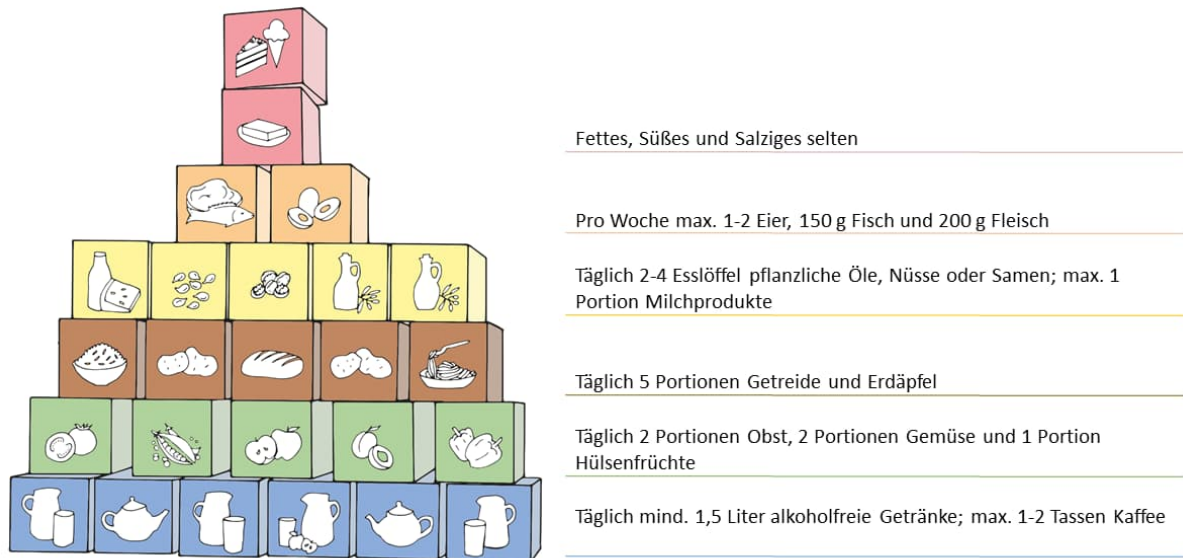 Fettes, Süßes und Salziges selten
Pro Woche max. 1-2 Eier, 150 g Fisch und 200 g Fleisch
Täglich 2-4 Esslöffel pflanzliche Öle, Nüsse oder Samen; max. 1
Portion Milchprodukte
Täglich 5 Portionen Getreide und Erdäpfel
Täglich 2 Portionen Obst, 2 Portionen Gemüse und 1 Portion
Hülsenfrüchte
Täglich mind. 1,5 Liter alkoholfreie Getränke; max. 1-2 Tassen Kaffee